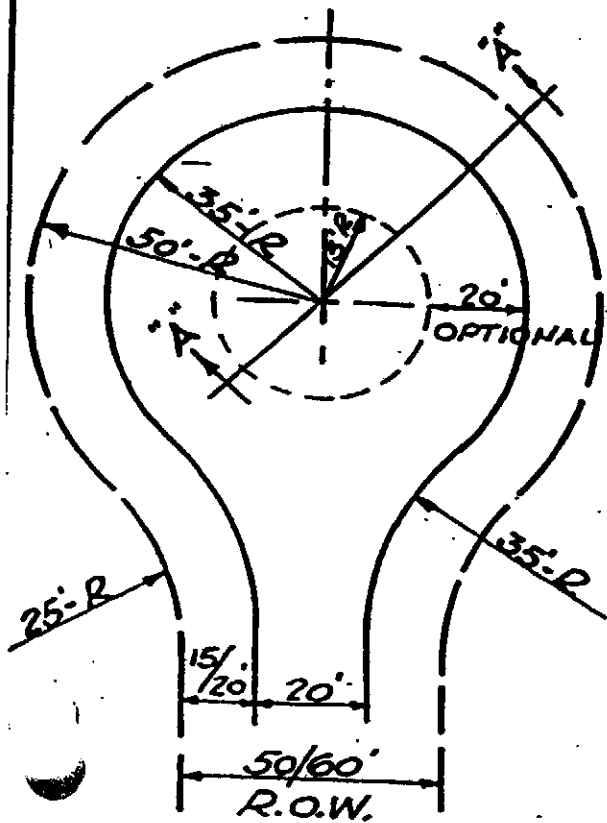 "A"
35'-R
50'-R
15'R
20'
OPTIONAL
"A"
35'-R
25'-R
15/20'
20'
50/60'
R.O.W.